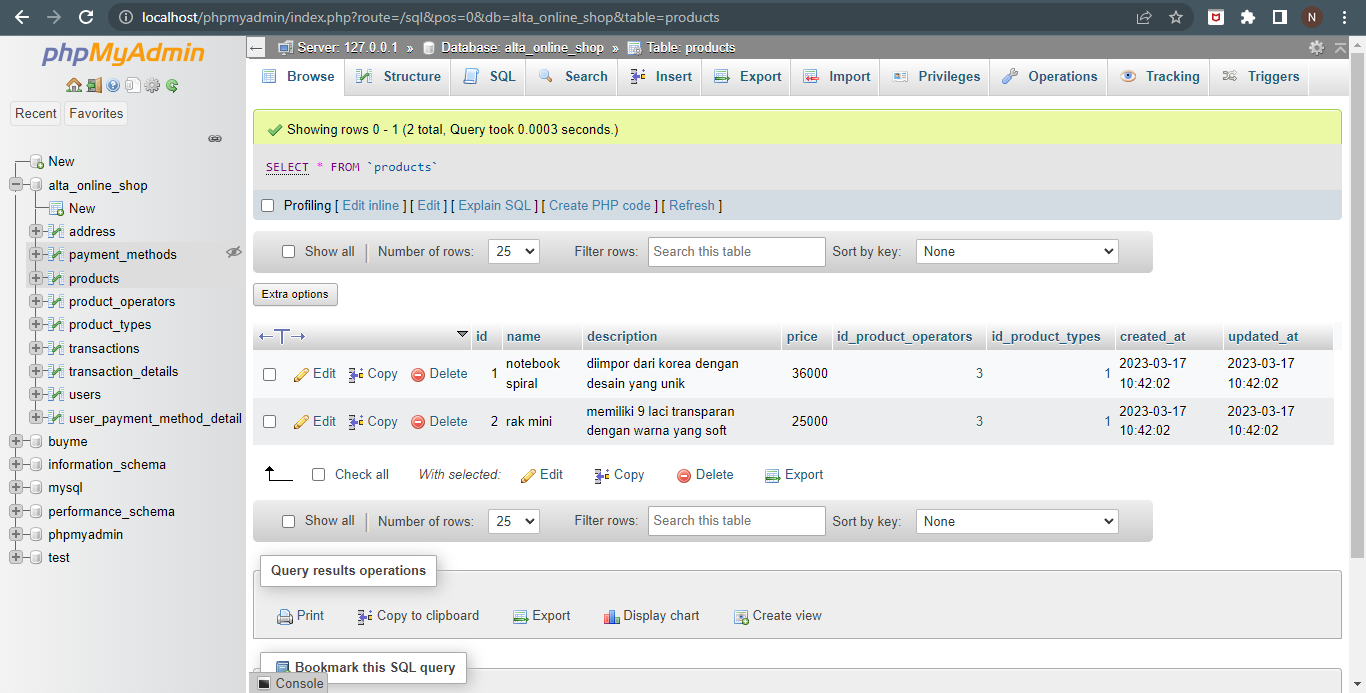 localhost/phpmyadmin/index.php?route=/sql&pos=0&db=alta_online_shop&table=products
N
phpMyAdmin
Recent Favorites
New
alta_online_shop
New
address
payment_methods
products
product_operators
product_types
transactions
transaction_details
users
user_payment_method_detail
buyme
information_schema
mysql
performance_schema
phpmyadmin
test
Server: 127.0.0.1 » Database: alta_online_shop » Table: products
Browse Structure SQL Search Insert Export Import Privileges Operations Tracking Triggers
Showing rows 0 - 1 (2 total, Query took 0.0003 seconds.)
SELECT * FROM `products`
Profiling [ Edit inline ] [ Edit ] [ Explain SQL ] [ Create PHP code ] [ Refresh ]
Show all | Number of rows: 25 Filter rows: Search this table Sort by key: None
Extra options
←T→ id name description price id_product_operators id_product_types created_at updated_at
Edit Copy Delete 1 notebook spiral diimpor dari korea dengan desain yang unik 36000 3 1 2023-03-17 10:42:02 2023-03-17 10:42:02
Edit Copy Delete 2 rak mini memiliki 9 laci transparan dengan warna yang soft 25000 3 1 2023-03-17 10:42:02 2023-03-17 10:42:02
Check all With selected: Edit Copy Delete Export
Show all | Number of rows: 25 Filter rows: Search this table Sort by key: None
Query results operations
Print Copy to clipboard Export Display chart Create view
Bookmark this SQL query
Console